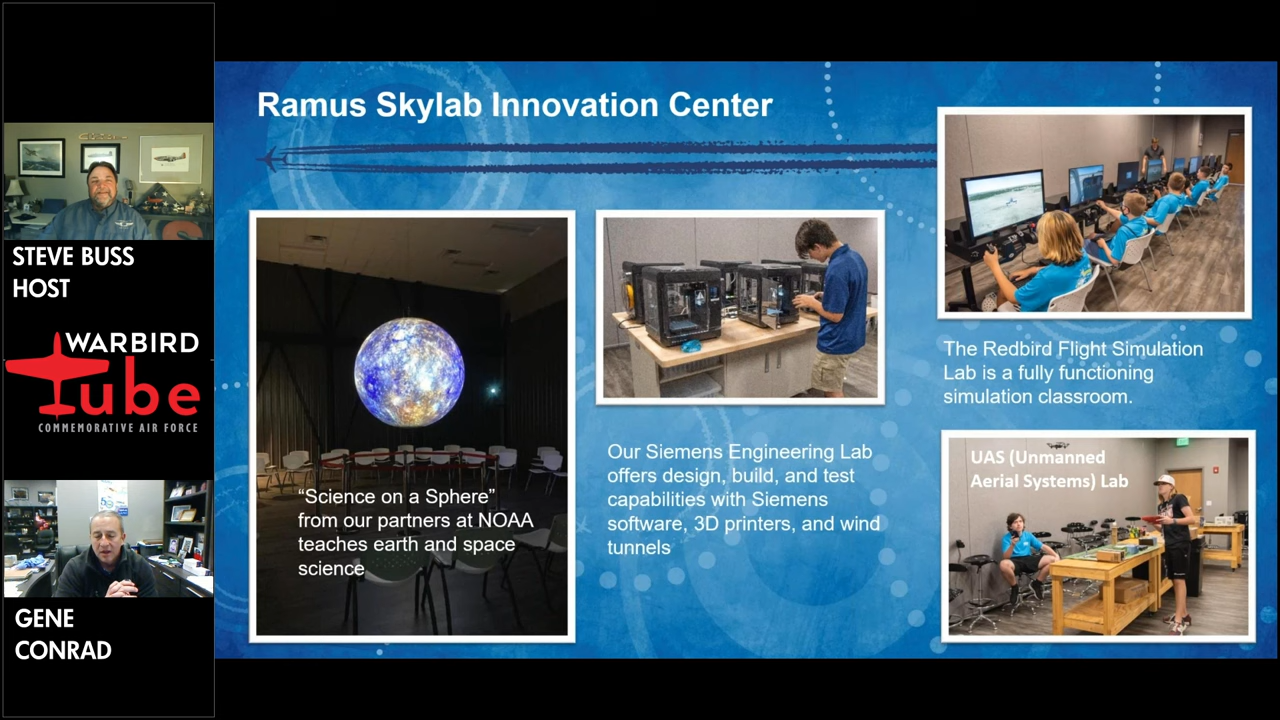 STEVE BUSS
HOST
WARBIRD
Tube
COMMEMORATIVE AIR FORCE
GENE
CONRAD
Ramus Skylab Innovation Center
“Science on a Sphere”
from our partners at NOAA
teaches earth and space
science
Our Siemens Engineering Lab
offers design, build, and test
capabilities with Siemens
software, 3D printers, and wind
tunnels
The Redbird Flight Simulation
Lab is a fully functioning
simulation classroom.
UAS (Unmanned
Aerial Systems) Lab